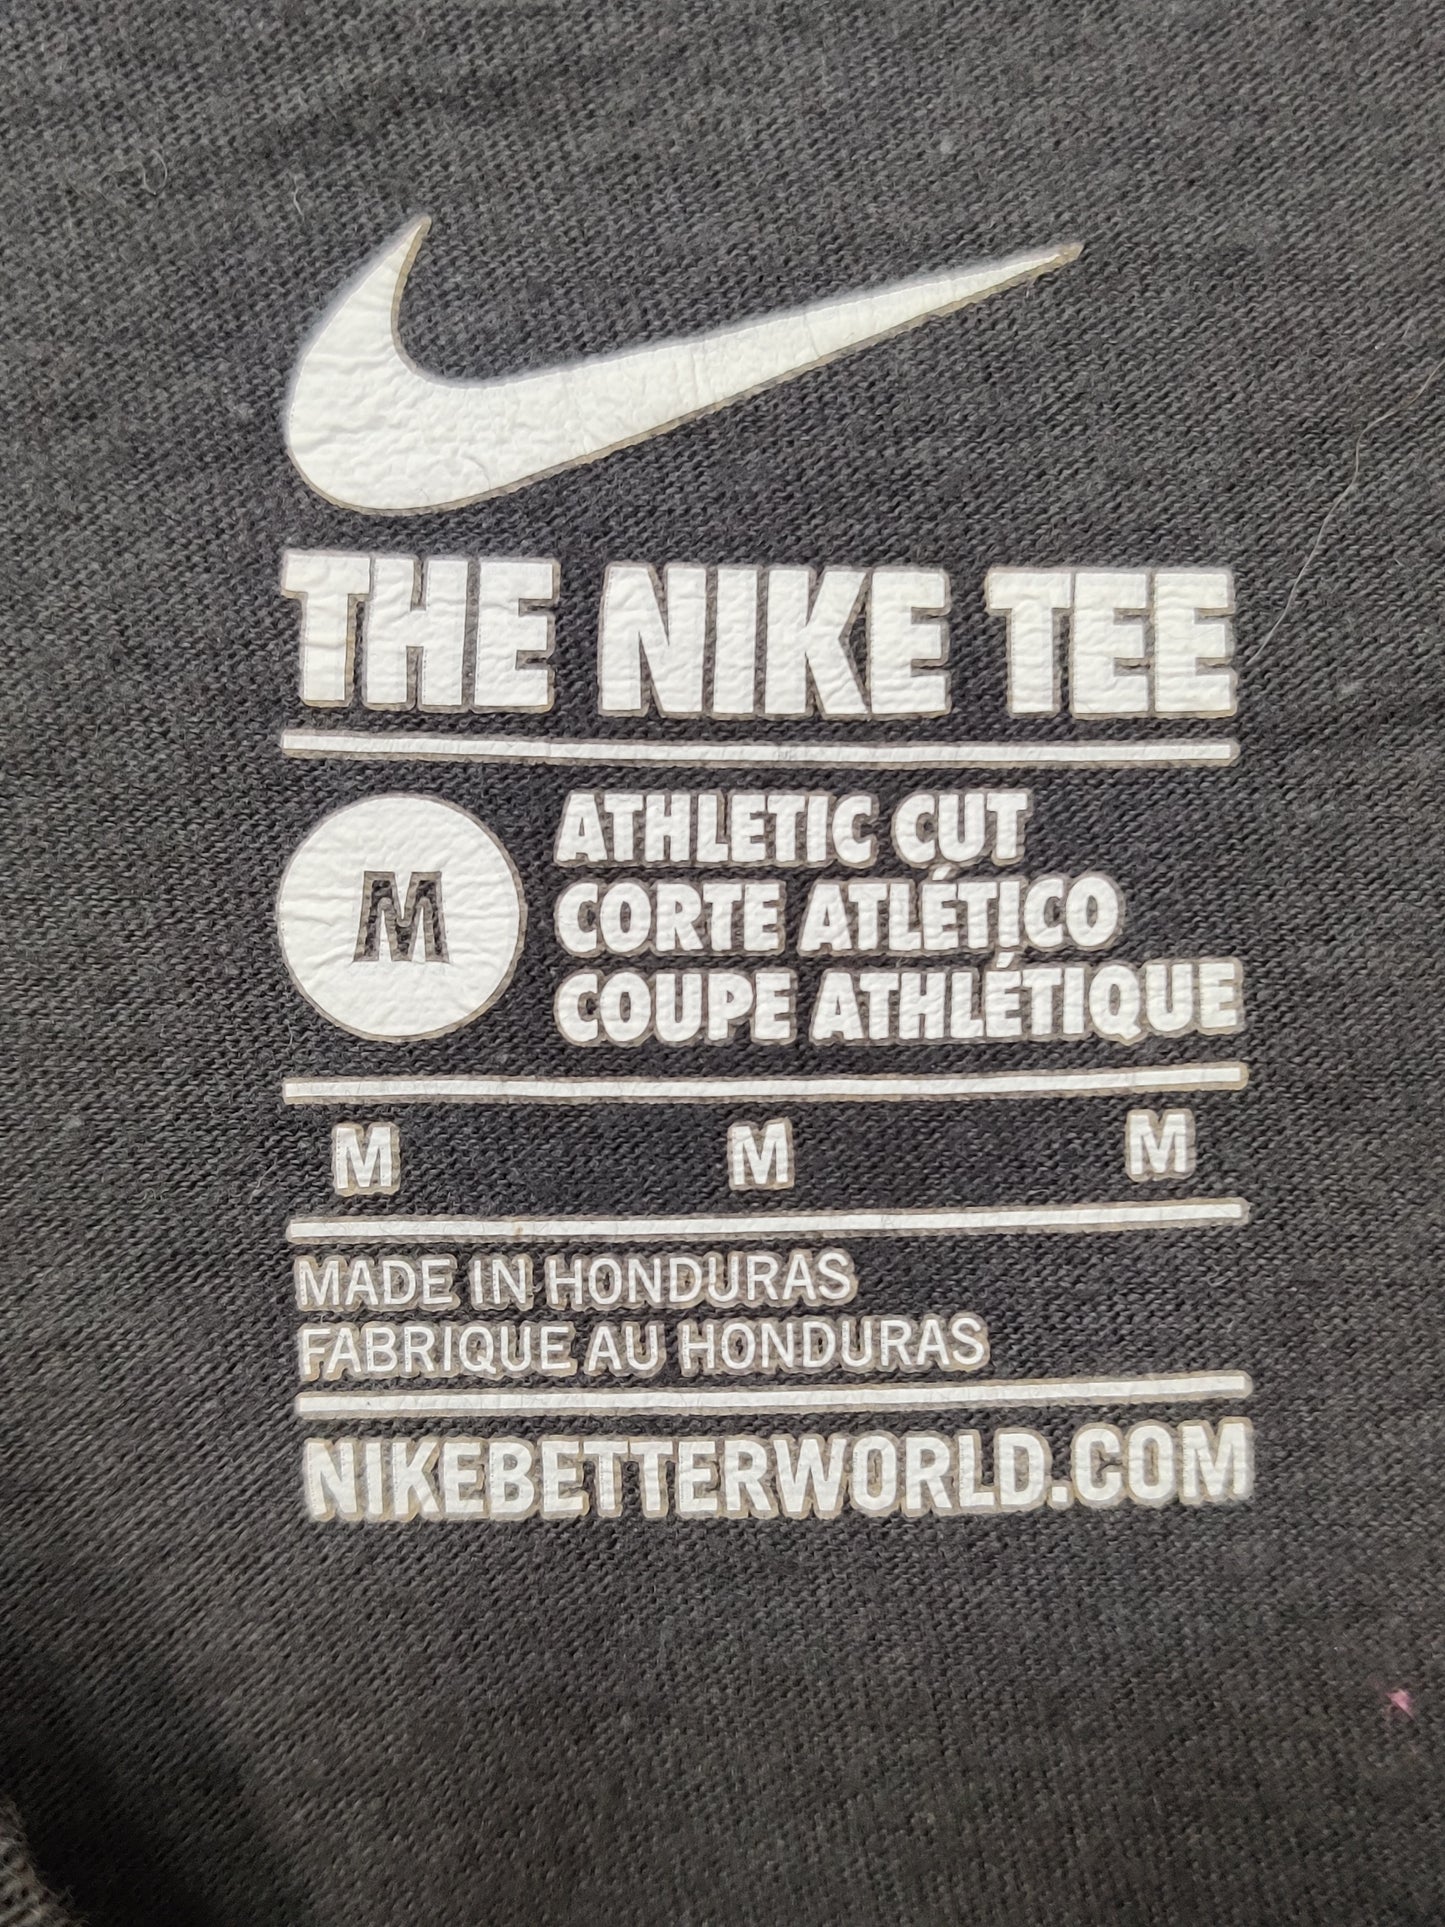 THE NIKE TEE
M
ATHLETIC CUT
CORTE ATLÉTICO
COUPE ATHLÉTIQUE
M M M
MADE IN HONDURAS
FABRIQUE AU HONDURAS
NIKEBETTERWORLD.COM